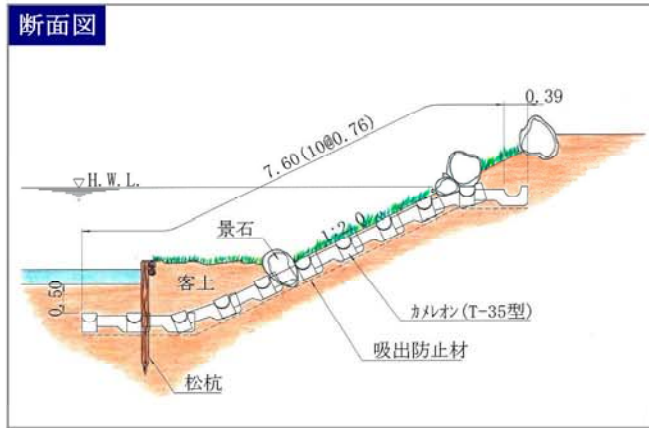 断面図
0.39
7.60(10@0.76)
H.W.L.
景石
1:2.0
客上
0.50
カメレオン(T-35型)
吸出防止材
松杭